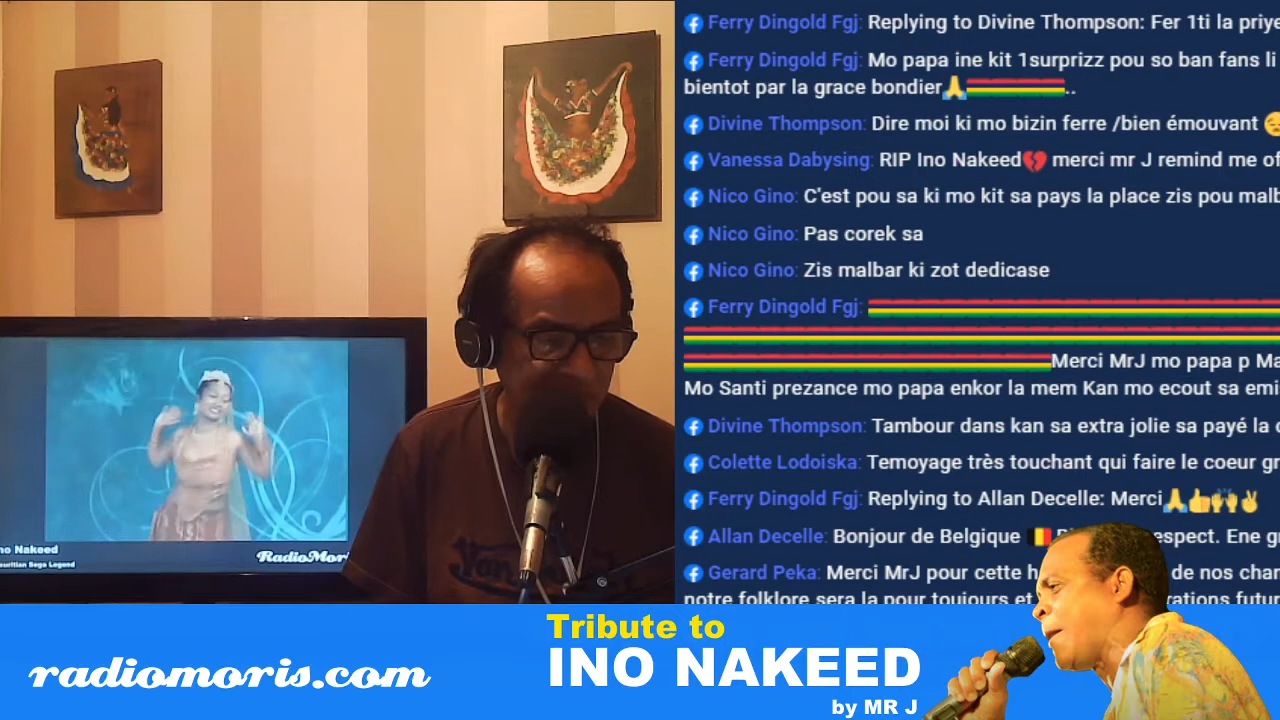 Ferry Dingold Fgj: Replying to Divine Thompson: Fer 1ti la priye
Ferry Dingold Fgj: Mo papa ine kit 1surprizz pou so ban fans li
bientot par la grace bondier🙏..
Divine Thompson: Dire moi ki mo bizin ferre /bien émouvant
Vanessa Dabysing: RIP Ino Nakeed💔 merci mr J remind me of
Nico Gino: C'est pou sa ki mo kit sa pays la place zis pou malb
Nico Gino: Pas corek sa
Nico Gino: Zis malbar ki zot dedicase
Ferry Dingold Fgj:
Merci MrJ mo papa p Ma
Mo Santi prezance mo papa enkor la mem Kan mo ecout sa emi
Divine Thompson: Tambour dans kan sa extra jolie sa payé la
Colette Lodoiska: Temoyage très touchant qui faire le coeur gr
Ferry Dingold Fgj: Replying to Allan Decelle: Merci🙏👍🙌✌
Allan Decelle: Bonjour de Belgique 🇧🇪 espect. Ene gr
Gerard Peka: Merci MrJ pour cette h de nos char
notre folklore sera la pour toujours et rations futur
no Nakeed
auritian Sega Legend
RadioMori
Tribute to
INO NAKEED
by MR J
radiomoris.com